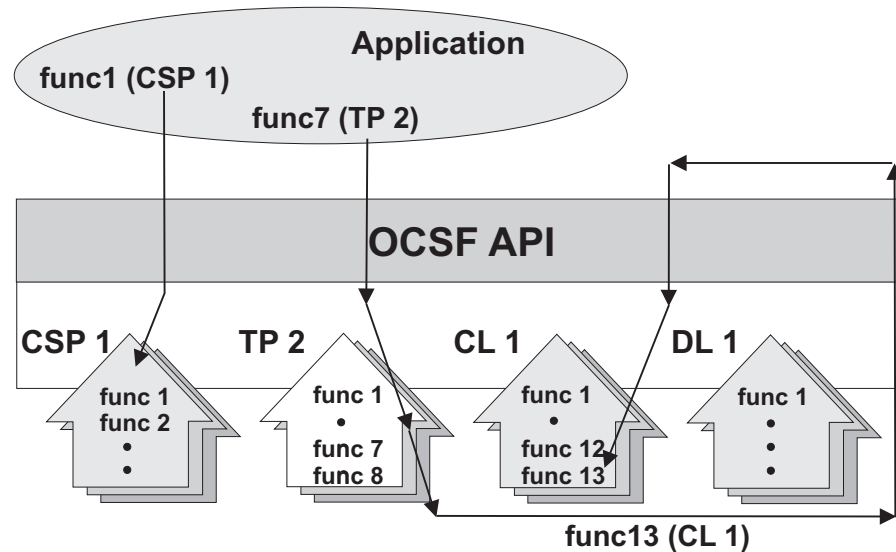 Application
func1 (CSP 1)
func7 (TP 2)
OCSF API
CSP 1
TP 2
CL 1
DL 1
func 1
func 2
func 1
func 7
func 8
func 1
func 12
func 13
func 1
func13 (CL 1)